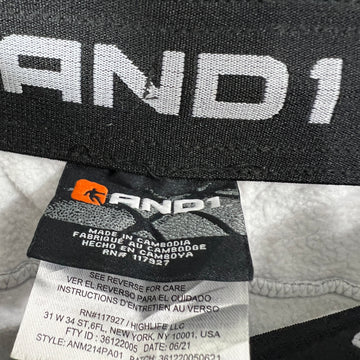 AND1
AND1
MADE IN CAMBODIA
FABRIQUÉ AU CAMBODGE
HECHO EN CAMBOYA
RN# 117927
SEE REVERSE FOR CARE
VER EL REVERSO PARA EL CUIDADO
INSTRUCTIONS D'ENTRETIEN AU VERSO
RN#117927 / HIGHLIFE LLC
31 W 34 ST,6FL, NEW YORK, NY 10001, USA
FTY ID : 36122005 DATE: 06/21
STYLE: ANM214PA01
BATCH: 361220050621